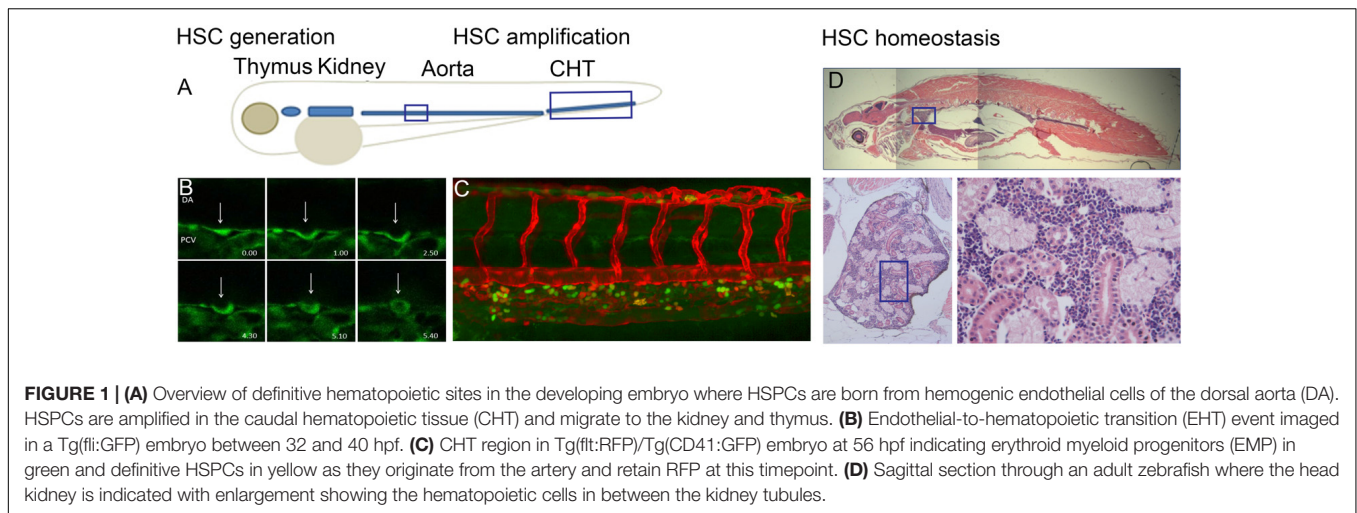 HSC generation
HSC amplification
HSC homeostasis
Thymus Kidney
Aorta
CHT
A
D
B
DA
PCV
0.00
1.00
2.50
4.30
5.10
5.40
C
FIGURE 1 | (A) Overview of definitive hematopoietic sites in the developing embryo where HSPCs are born from hemogenic endothelial cells of the dorsal aorta (DA).
HSPCs are amplified in the caudal hematopoietic tissue (CHT) and migrate to the kidney and thymus. (B) Endothelial-to-hematopoietic transition (EHT) event imaged
in a Tg(fli:GFP) embryo between 32 and 40 hpf. (C) CHT region in Tg(flt:RFP)/Tg(CD41:GFP) embryo at 56 hpf indicating erythroid myeloid progenitors (EMP) in
green and definitive HSPCs in yellow as they originate from the artery and retain RFP at this timepoint. (D) Sagittal section through an adult zebrafish where the head
kidney is indicated with enlargement showing the hematopoietic cells in between the kidney tubules.